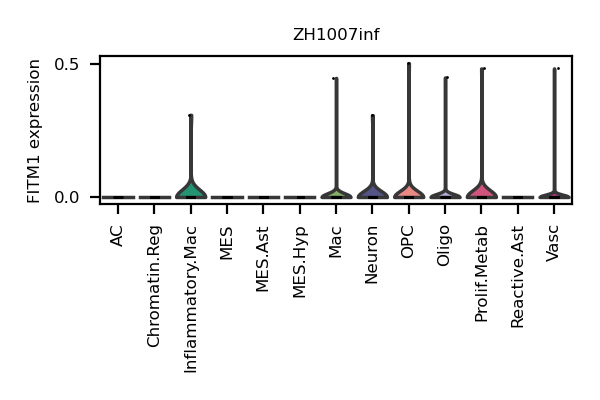 ZH1007inf
FITM1 expression
0.5
0.0
AC
Chromatin.Reg
Inflammatory.Mac
MES
MES.Ast
MES.Hyp
Mac
Neuron
OPC
Oligo
Prolif.Metab
Reactive.Ast
Vasc